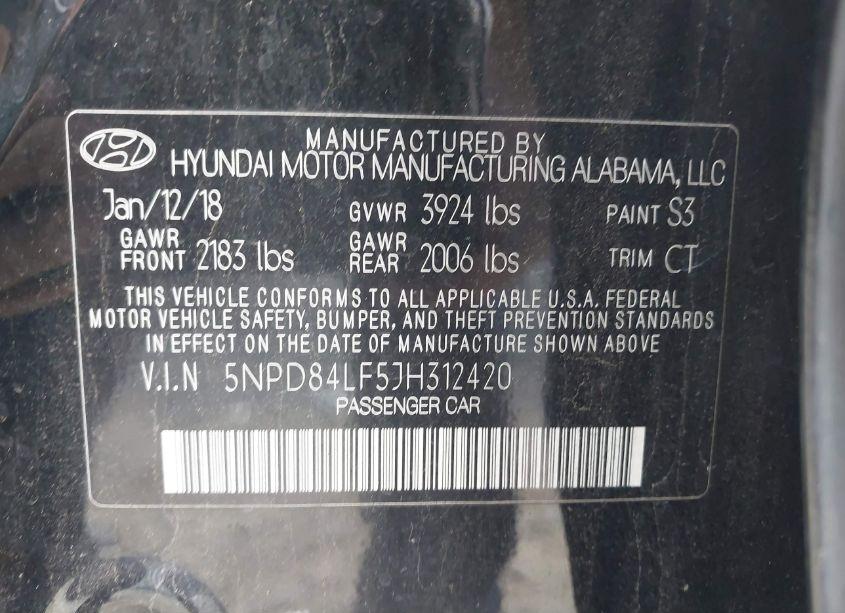 MANUFACTURED BY
HYUNDAI MOTOR MANUFACTURING ALABAMA, LLC
Jan/12/18 GVWR 3924 lbs PAINT S3
GAWR FRONT 2183 lbs GAWR REAR 2006 lbs TRIM CT
THIS VEHICLE CONFORMS TO ALL APPLICABLE U.S.A. FEDERAL
MOTOR VEHICLE SAFETY, BUMPER, AND THEFT PREVENTION STANDARDS
IN EFFECT ON THE DATE OF MANUFACTURE SHOWN ABOVE
V.I.N 5NPD84LF5JH312420
PASSENGER CAR